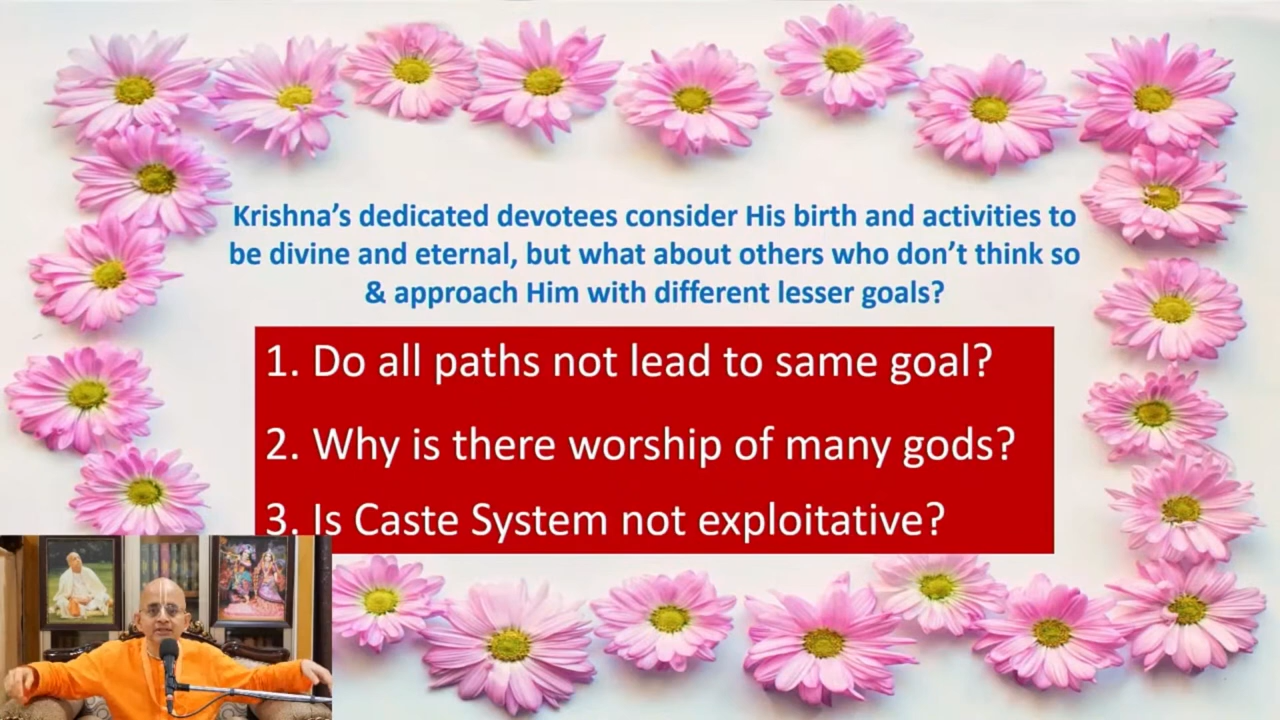 Krishna’s dedicated devotees consider His birth and activities to
be divine and eternal, but what about others who don’t think so
& approach Him with different lesser goals?
1. Do all paths not lead to same goal?
2. Why is there worship of many gods?
3. Is Caste System not exploitative?